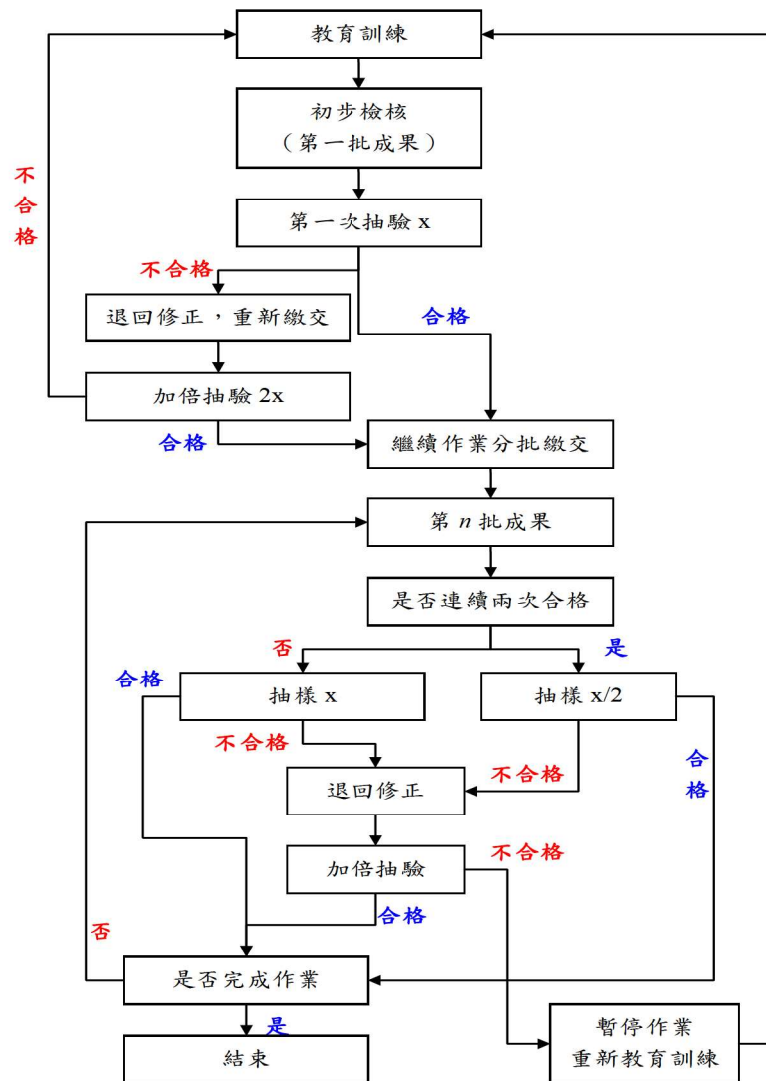 教育訓練
初步檢核
（第一批成果）
不合格
第一次抽驗 x
不合格
退回修正，重新繳交
合格
加倍抽驗 2x
合格
繼續作業分批繳交
第 n 批成果
是否連續兩次合格
否
是
合格
抽樣 x
抽樣 x/2
不合格
不合格
合格
退回修正
加倍抽驗
不合格
合格
否
是否完成作業
是
結束
暫停作業
重新教育訓練